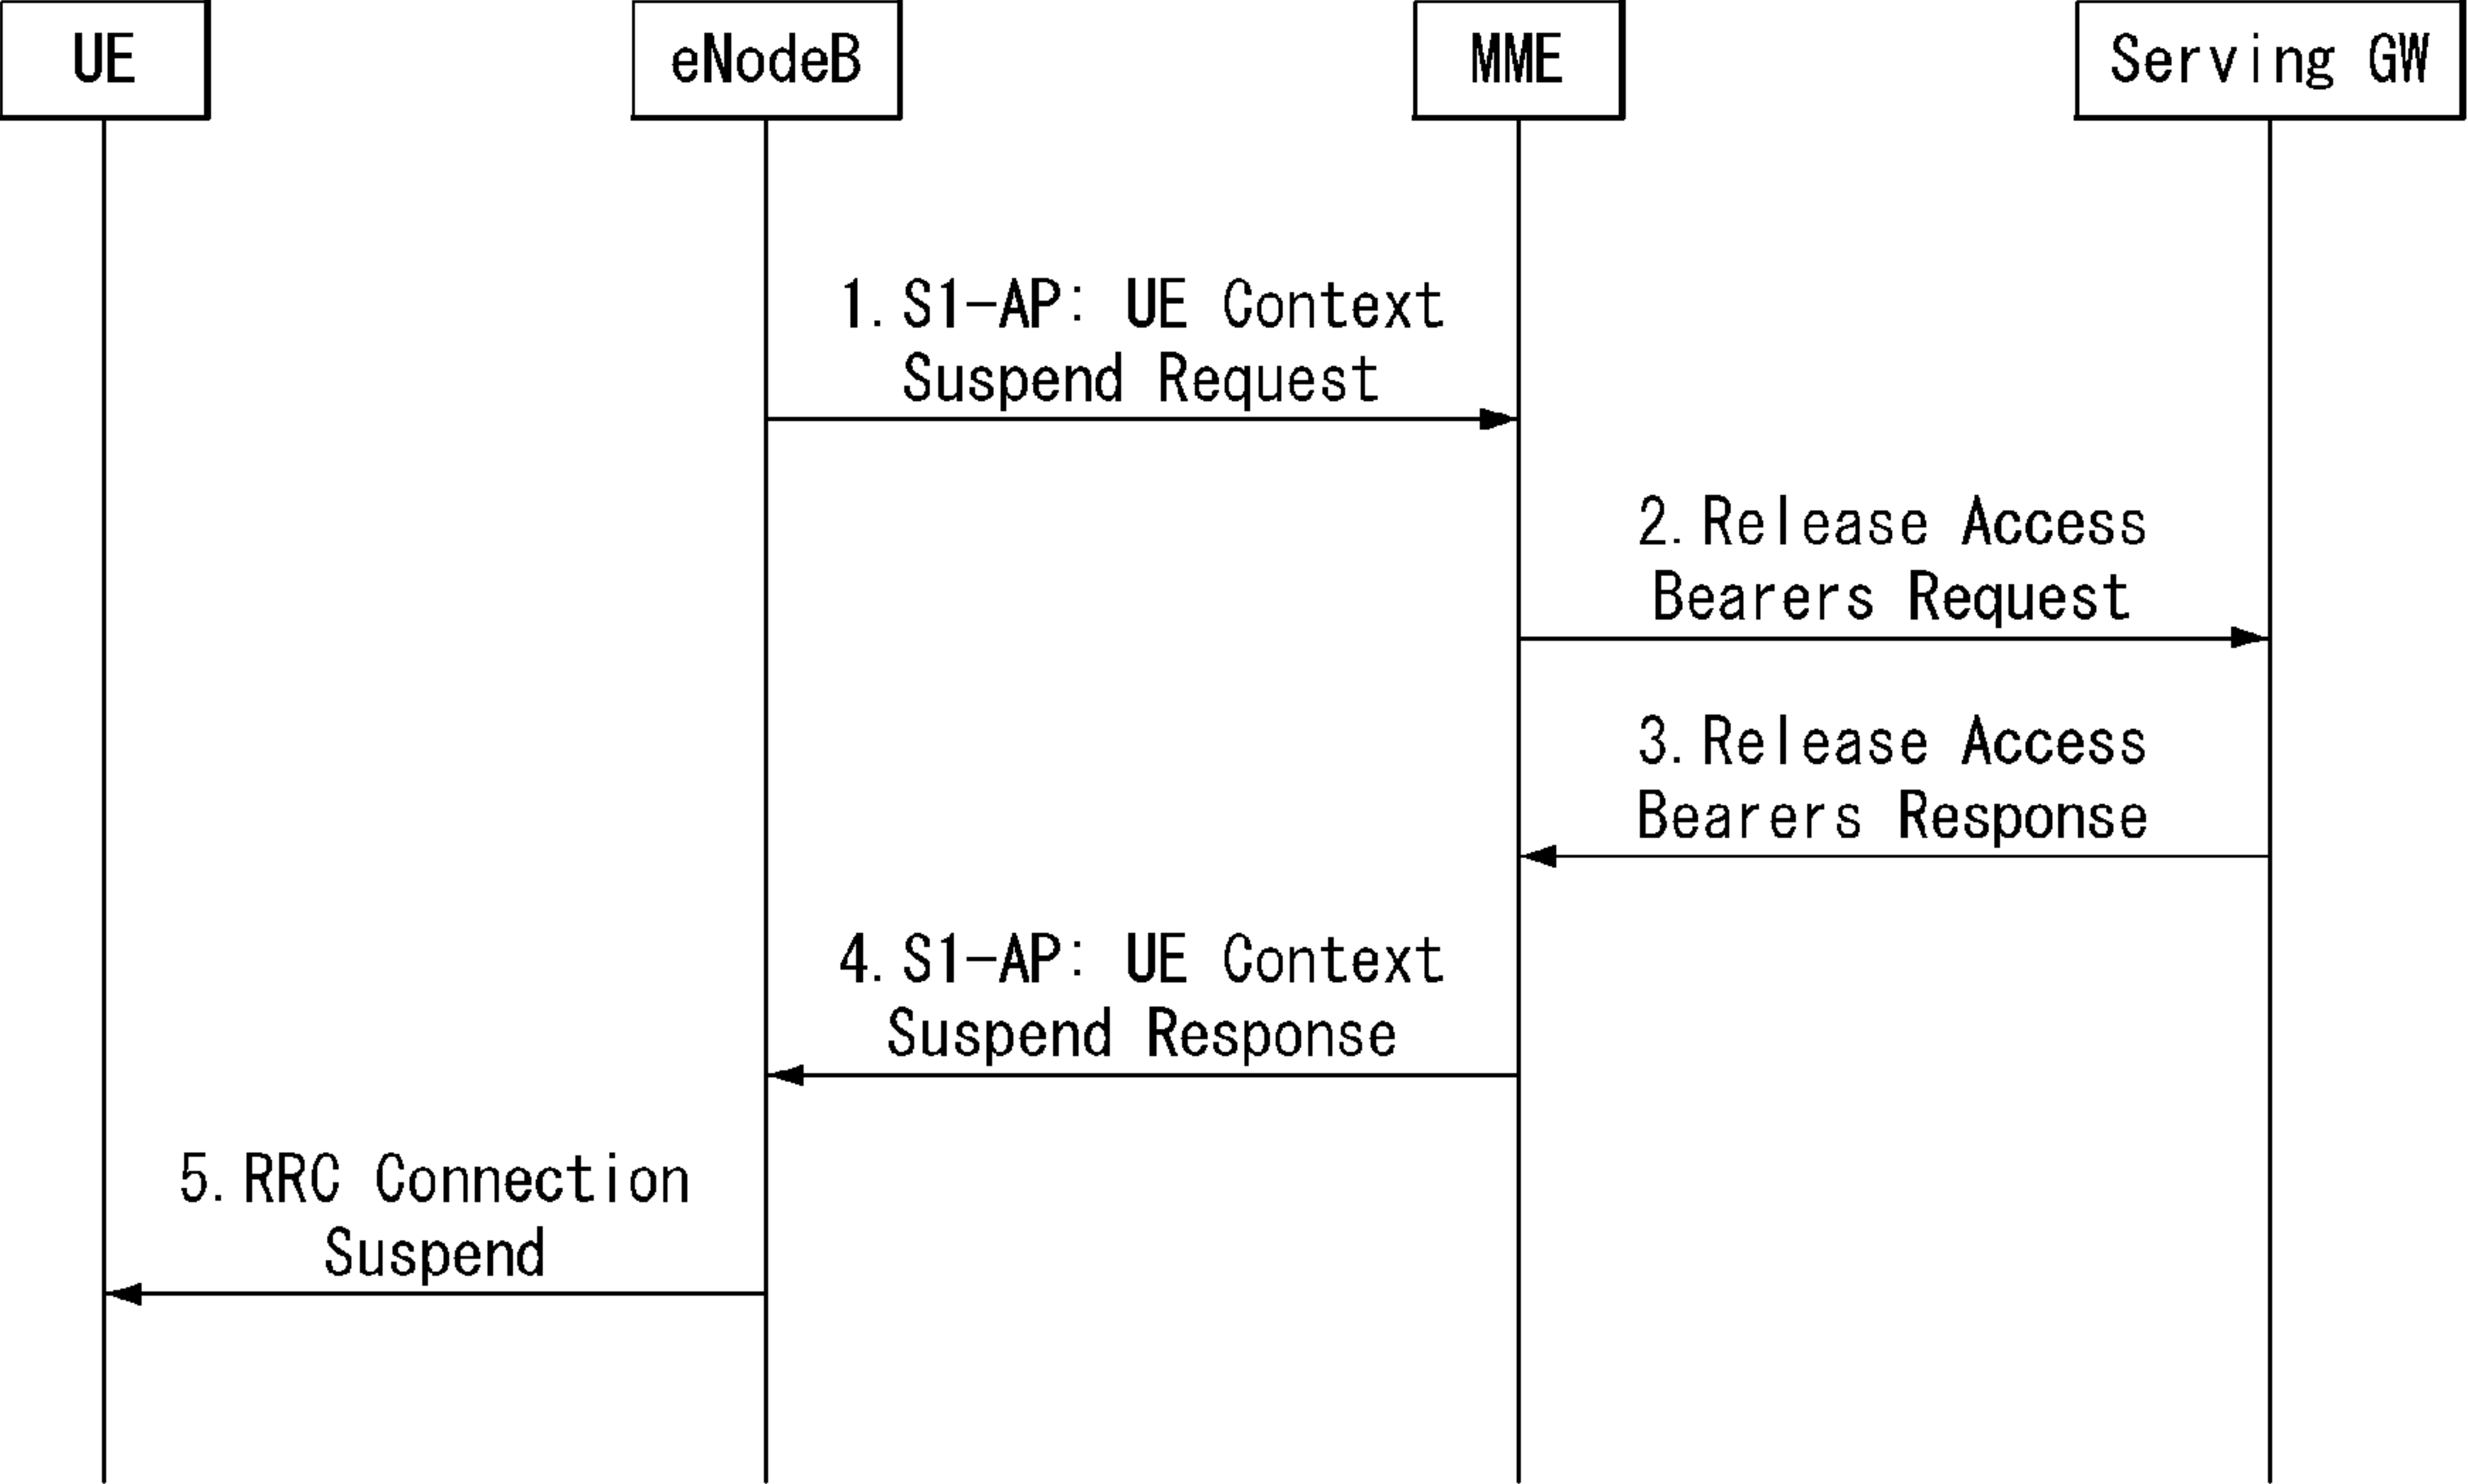 UE
eNodeB
MME
Serving GW
1. S1-AP: UE Context
Suspend Request
2. Release Access
Bearers Request
3. Release Access
Bearers Response
4. S1-AP: UE Context
Suspend Response
5. RRC Connection
Suspend